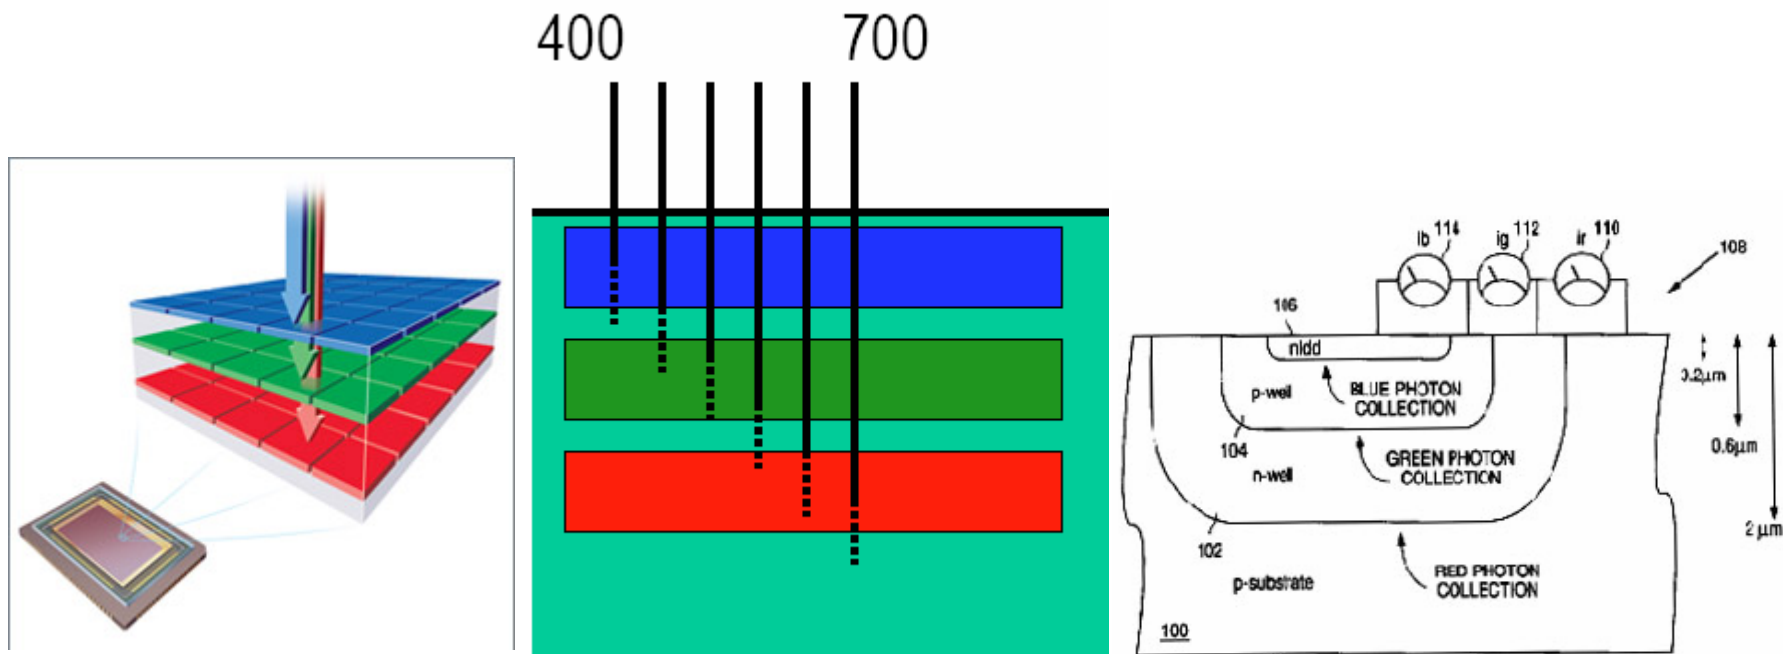 400 700
Ib 114 ig 112 ir 110
108
106
nldd
p-well
BLUE PHOTON
COLLECTION
0.2μm
0.6μm
104
n-well
GREEN PHOTON
COLLECTION
2 μm
102
p-substrate
RED PHOTON
COLLECTION
100